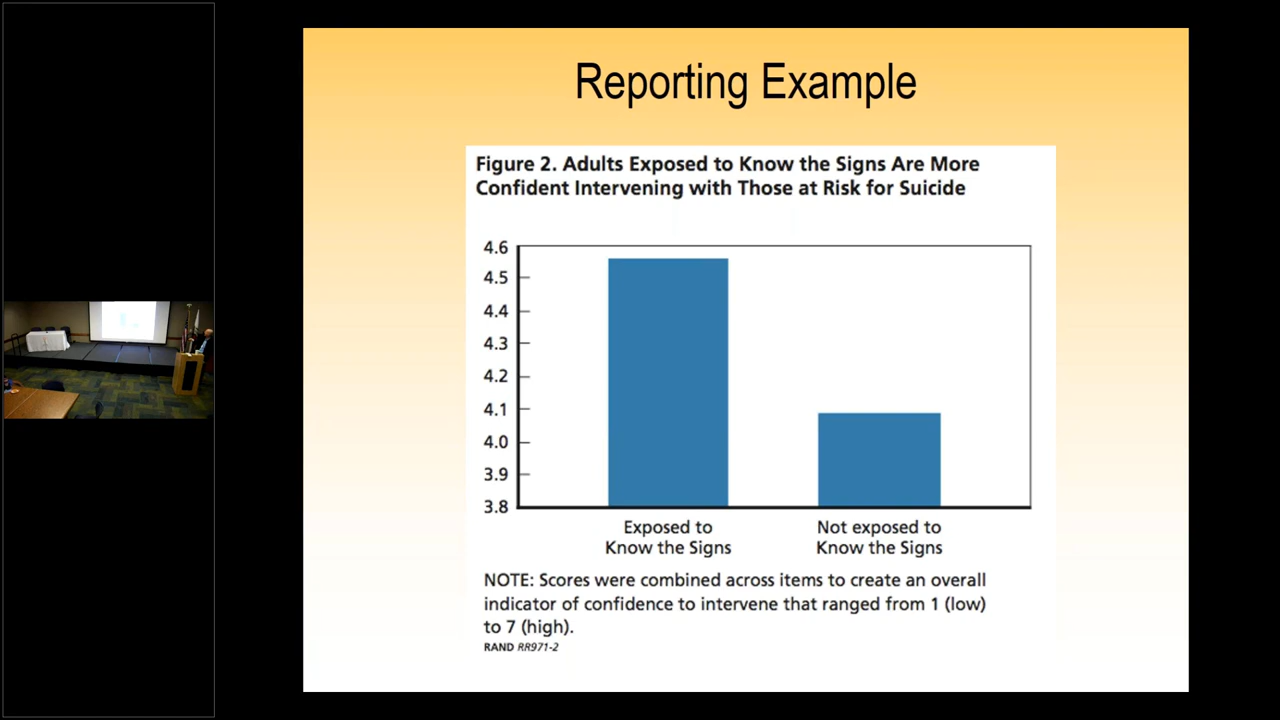 Reporting Example
Figure 2. Adults Exposed to Know the Signs Are More
Confident Intervening with Those at Risk for Suicide
4.6
4.5
4.4
4.3
4.2
4.1
4.0
3.9
3.8
Exposed to
Know the Signs
Not exposed to
Know the Signs
NOTE: Scores were combined across items to create an overall
indicator of confidence to intervene that ranged from 1 (low)
to 7 (high).
RAND RR971-2